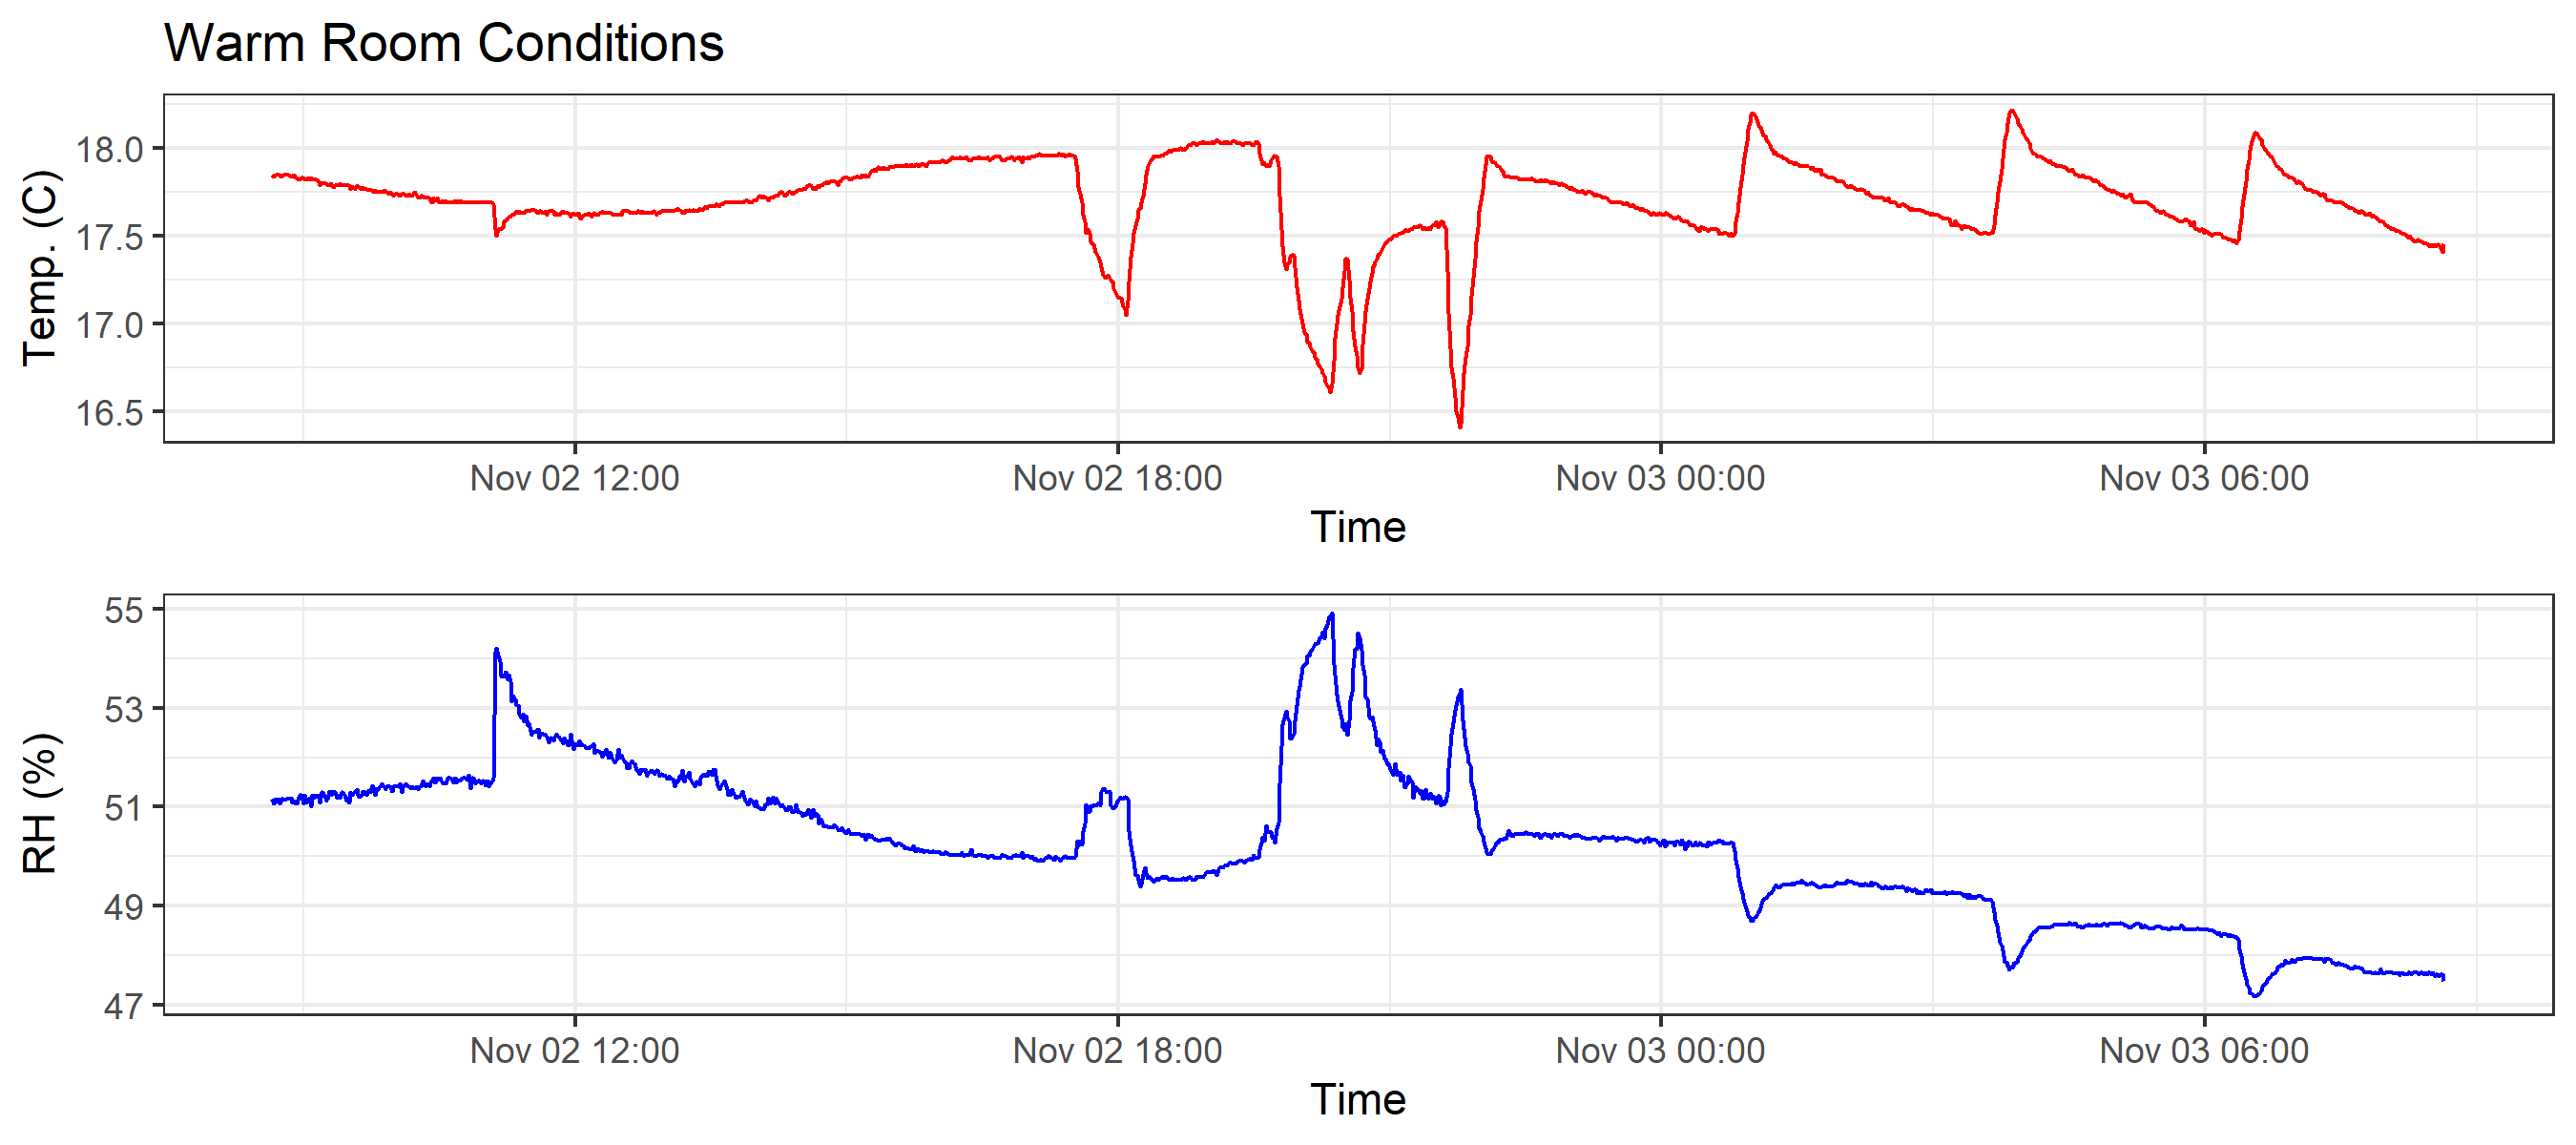 Warm Room Conditions
Temp. (C)
18.0
17.5
17.0
16.5
Nov 02 12:00 Nov 02 18:00 Nov 03 00:00 Nov 03 06:00
Time
RH (%)
55
53
51
49
47
Nov 02 12:00 Nov 02 18:00 Nov 03 00:00 Nov 03 06:00
Time